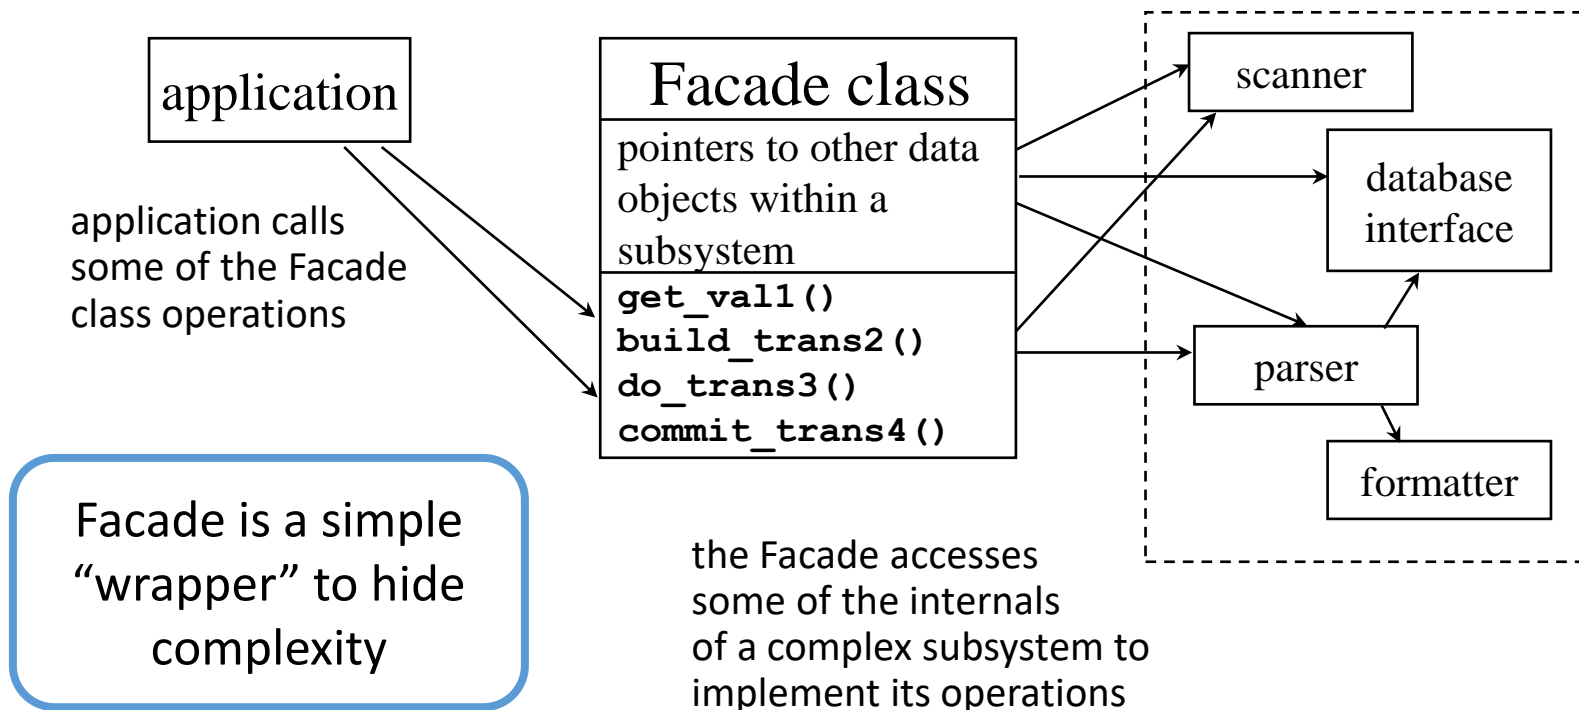 application
application calls
some of the Facade
class operations
Facade class
pointers to other data
objects within a
subsystem
get_val1()
build_trans2()
do_trans3()
commit_trans4()
scanner
database
interface
parser
formatter
Facade is a simple
“wrapper” to hide
complexity
the Facade accesses
some of the internals
of a complex subsystem to
implement its operations